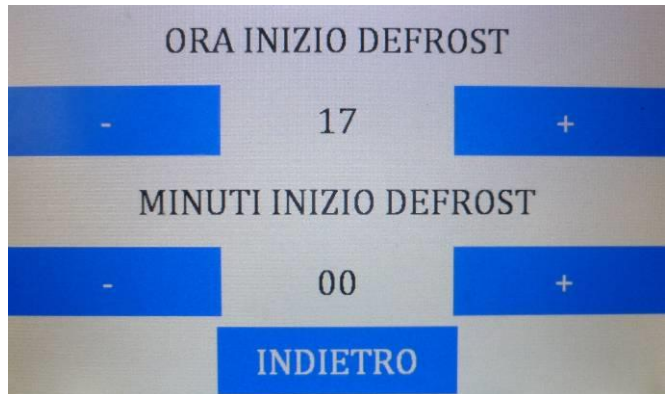 ORA INIZIO DEFROST
- 17 +
MINUTI INIZIO DEFROST
- 00 +
INDIETRO